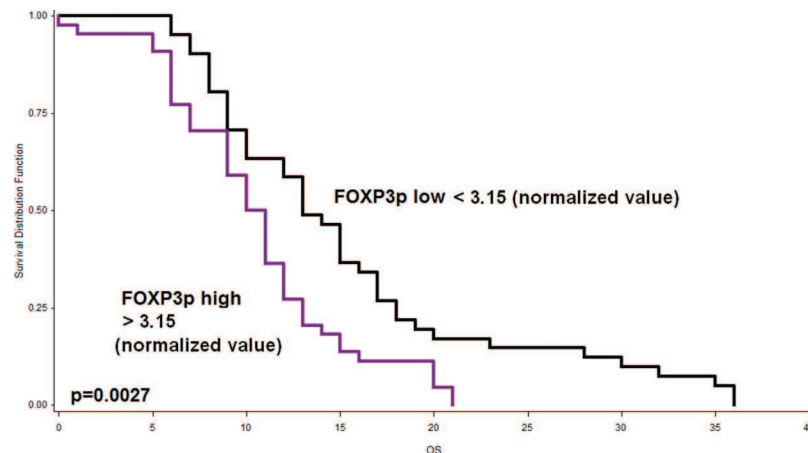 1.00
0.75
0.50
0.25
0.00
Survival Distribution Function
FOXP3p low < 3.15 (normalized value)
FOXP3p high
> 3.15
(normalized value)
p=0.0027
0 5 10 15 20 25 30 35 4
OS